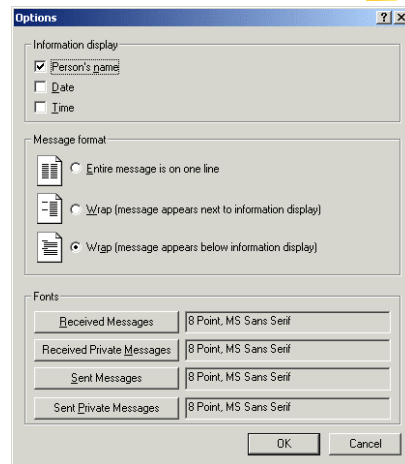 Options
Information display
Person's name
Date
Time
Message format
Entire message is on one line
Wrap (message appears next to information display)
Wrap (message appears below information display)
Fonts
Received Messages 8 Point, MS Sans Serif
Received Private Messages 8 Point, MS Sans Serif
Sent Messages 8 Point, MS Sans Serif
Sent Private Messages 8 Point, MS Sans Serif
OK Cancel